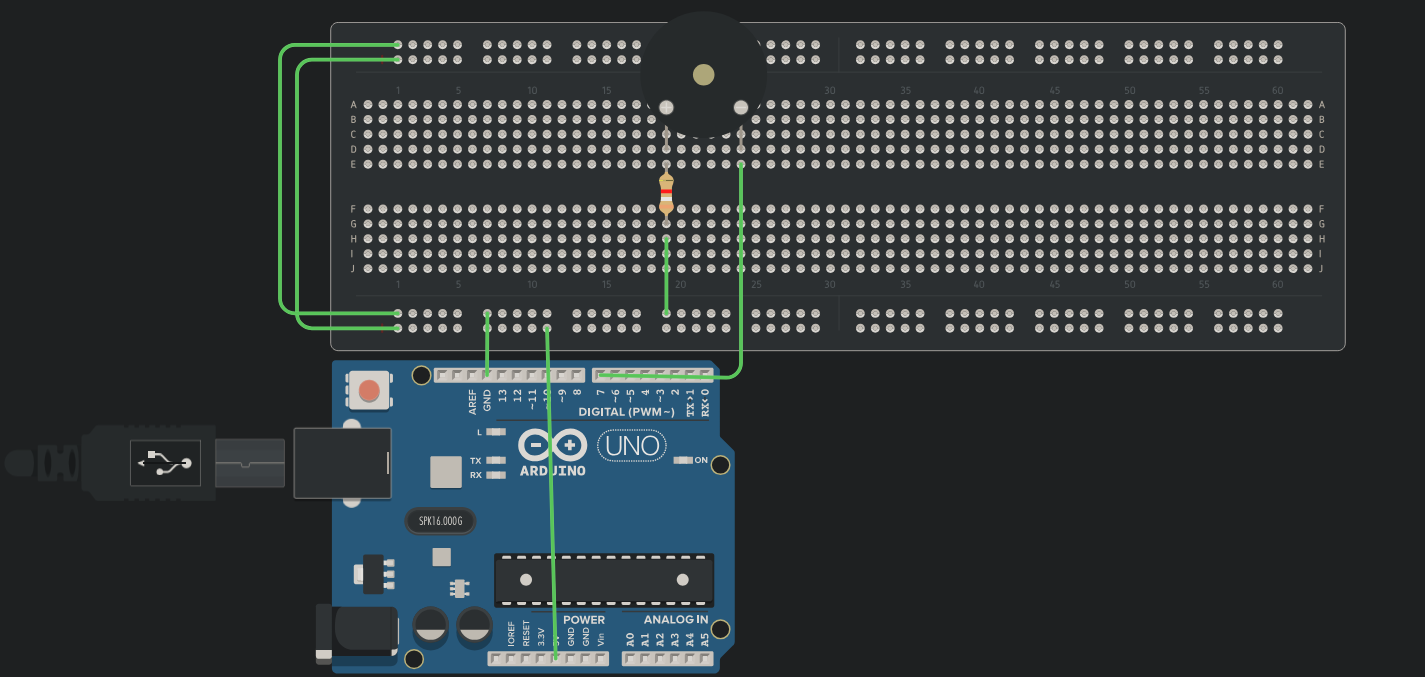 1 5 10 15 30 35 40 45 50 55 60
A A
B B
C C
D D
E E
F F
G G
H H
I I
J J
1 5 10 15 20 25 30 35 40 45 50 55 60
AREF
GND
13
12
~11
~9
8
7
~6
~5
4
~3
2
TX>1
RX<0
DIGITAL (PWM~)
L
TX
RX
UNO
ARDUINO
ON
SPK16.000G
POWER
ANALOG IN
IOREF
RESET
3.3V
GND
GND
Vin
A0
A1
A2
A3
A4
A5